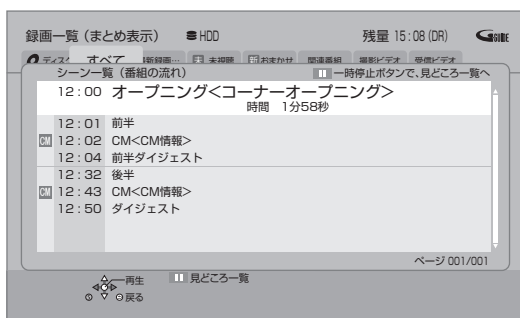 録画一覧(まとめ表示) HDD 残量 15:08(DR) GGUIDE
すべて 新録画… 未視聴 おまかせ 関連番組 撮影ビデオ 受信ビデオ
シーン一覧(番組の流れ) 一時停止ボタンで、見どころ一覧へ
12:00 オープニング<コーナーオープニング>
時間 1分58秒
12:01 前半
CM 12:02 CM<CM情報>
12:04 前半ダイジェスト
12:32 後半
CM 12:43 CM<CM情報>
12:50 ダイジェスト
ページ 001/001
再生 見どころ一覧
戻る